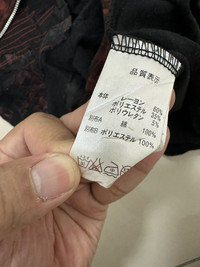 品質表示
本体 レーヨン 60%
ポリエステル 35%
ポリウレタン 5%
別布A 綿 100%
別布B ポリエステル 100%